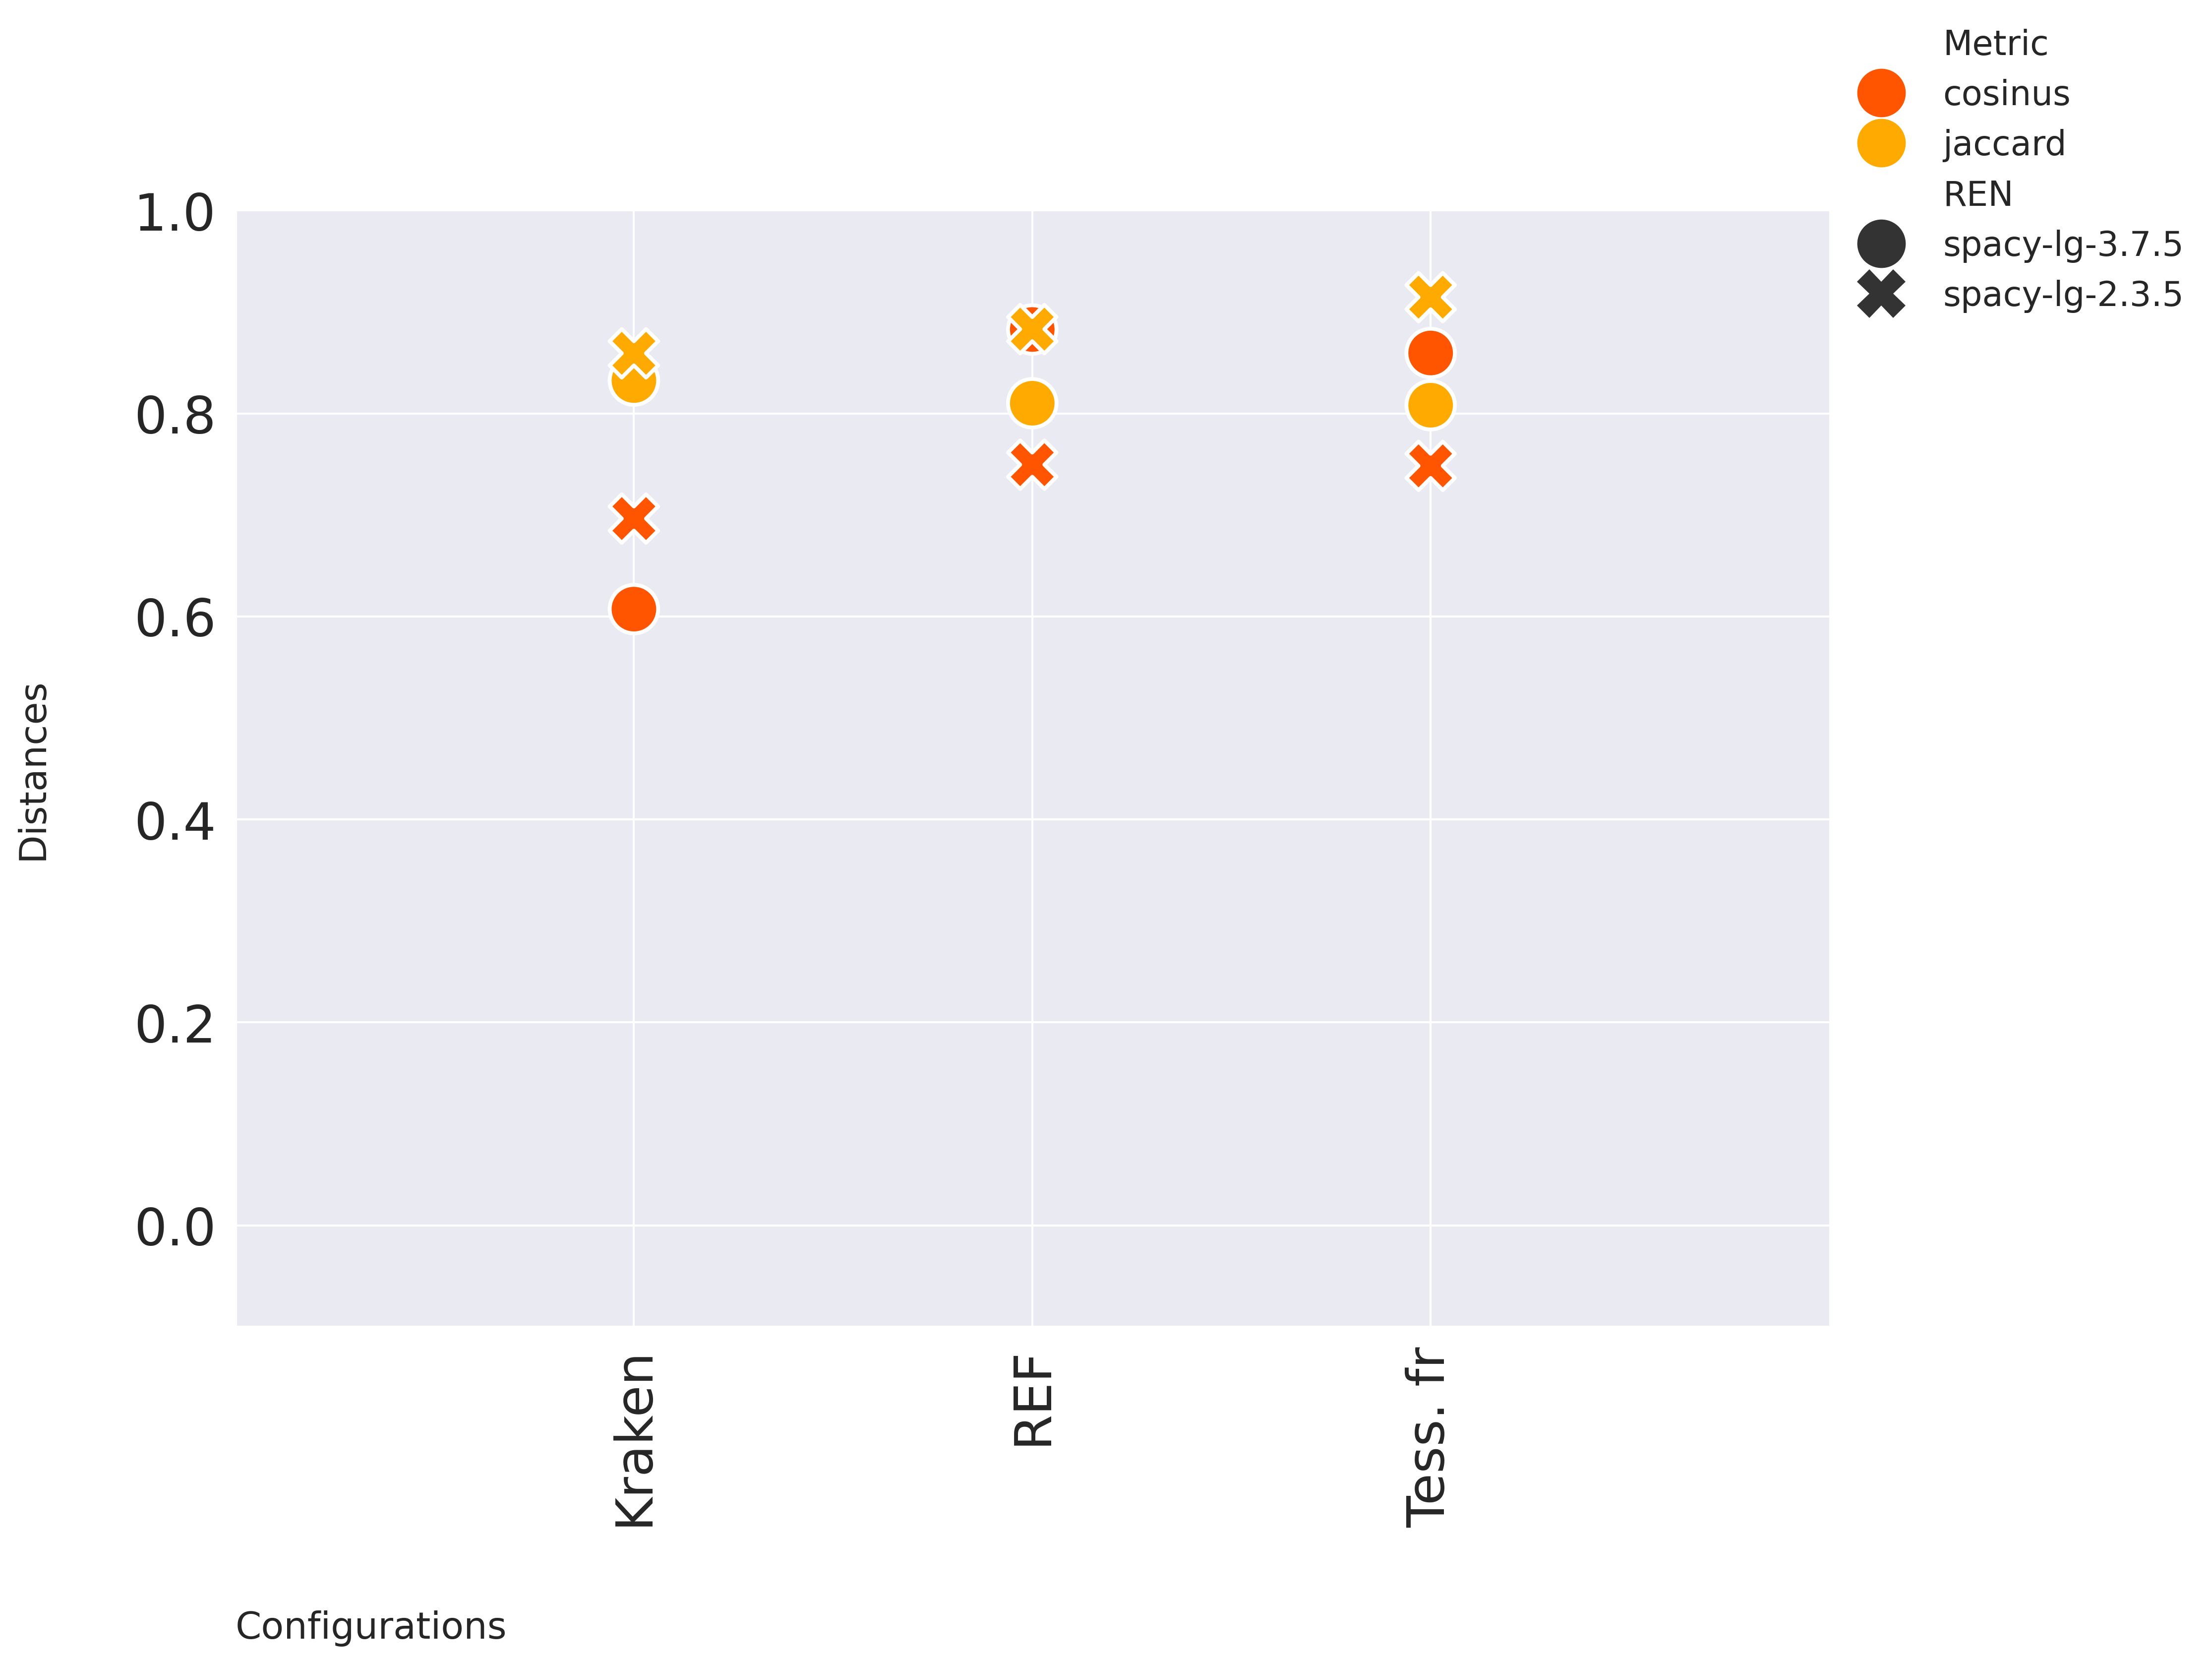 Metric
cosinus
jaccard
REN
spacy-lg-3.7.5
spacy-lg-2.3.5
1.0
0.8
0.6
0.4
0.2
0.0
Distances
Kraken
REF
Tess. fr
Configurations